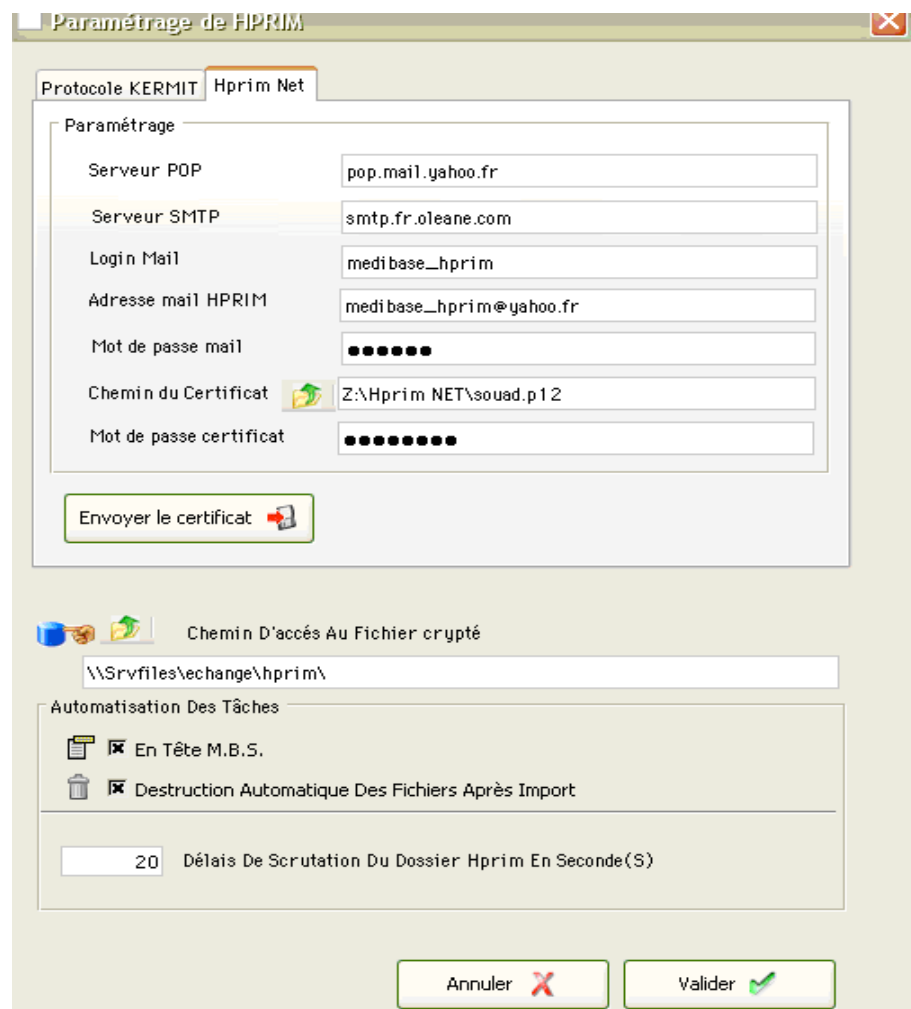 Paramétrage de HPRIM
Protocole KERMIT Hprim Net
Paramétrage
Serveur POP pop.mail.yahoo.fr
Serveur SMTP smtp.fr.oleane.com
Login Mail medibase_hprim
Adresse mail HPRIM medibase_hprim@yahoo.fr
Mot de passe mail ●●●●●●
Chemin du Certificat Z:\Hprim NET\souad.p12
Mot de passe certificat ●●●●●●●●
Envoyer le certificat
Chemin D'accés Au Fichier crypté
\\Srvfiles\echange\hprim\
Automatisation Des Tâches
En Tête M.B.S.
Destruction Automatique Des Fichiers Après Import
20 Délais De Scrutation Du Dossier Hprim En Seconde(S)
Annuler Valider